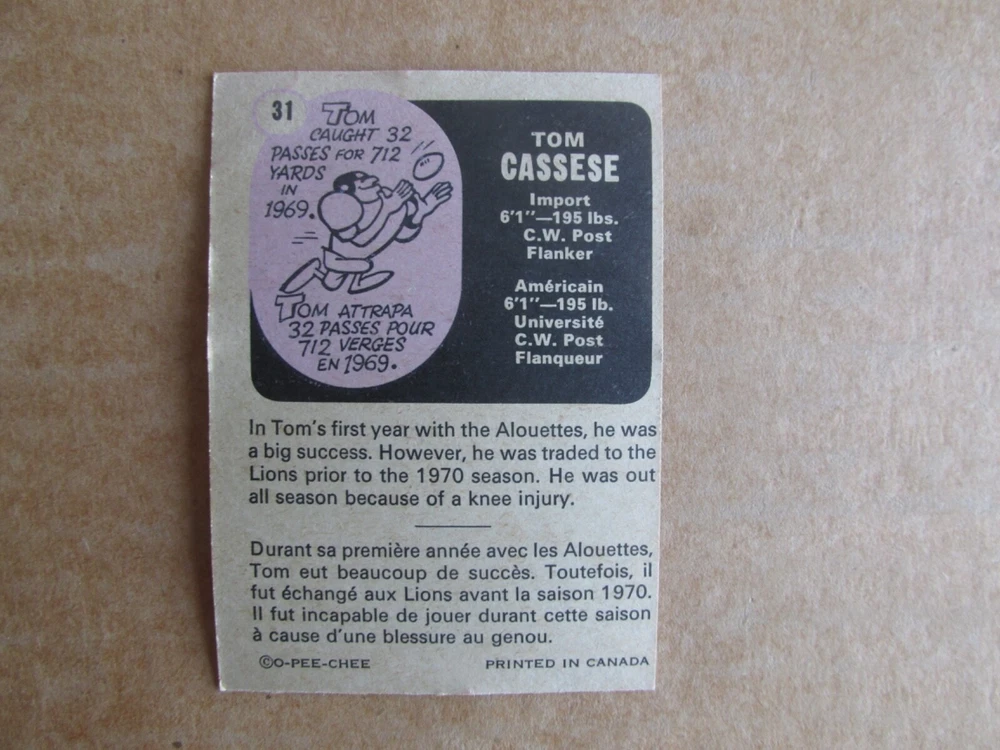 31
TOM
CAUGHT 32
PASSES FOR 712
YARDS
IN
1969.
TOM ATTRAPA
32 PASSES POUR
712 VERGES
EN 1969.
TOM
CASSESE
Import
6'1"—195 lbs.
C.W. Post
Flanker
Américain
6'1"—195 lb.
Université
C.W. Post
Flanqueur
In Tom's first year with the Alouettes, he was
a big success. However, he was traded to the
Lions prior to the 1970 season. He was out
all season because of a knee injury.
Durant sa première année avec les Alouettes,
Tom eut beaucoup de succès. Toutefois, il
fut échangé aux Lions avant la saison 1970.
Il fut incapable de jouer durant cette saison
à cause d'une blessure au genou.
©O-PEE-CHEE PRINTED IN CANADA